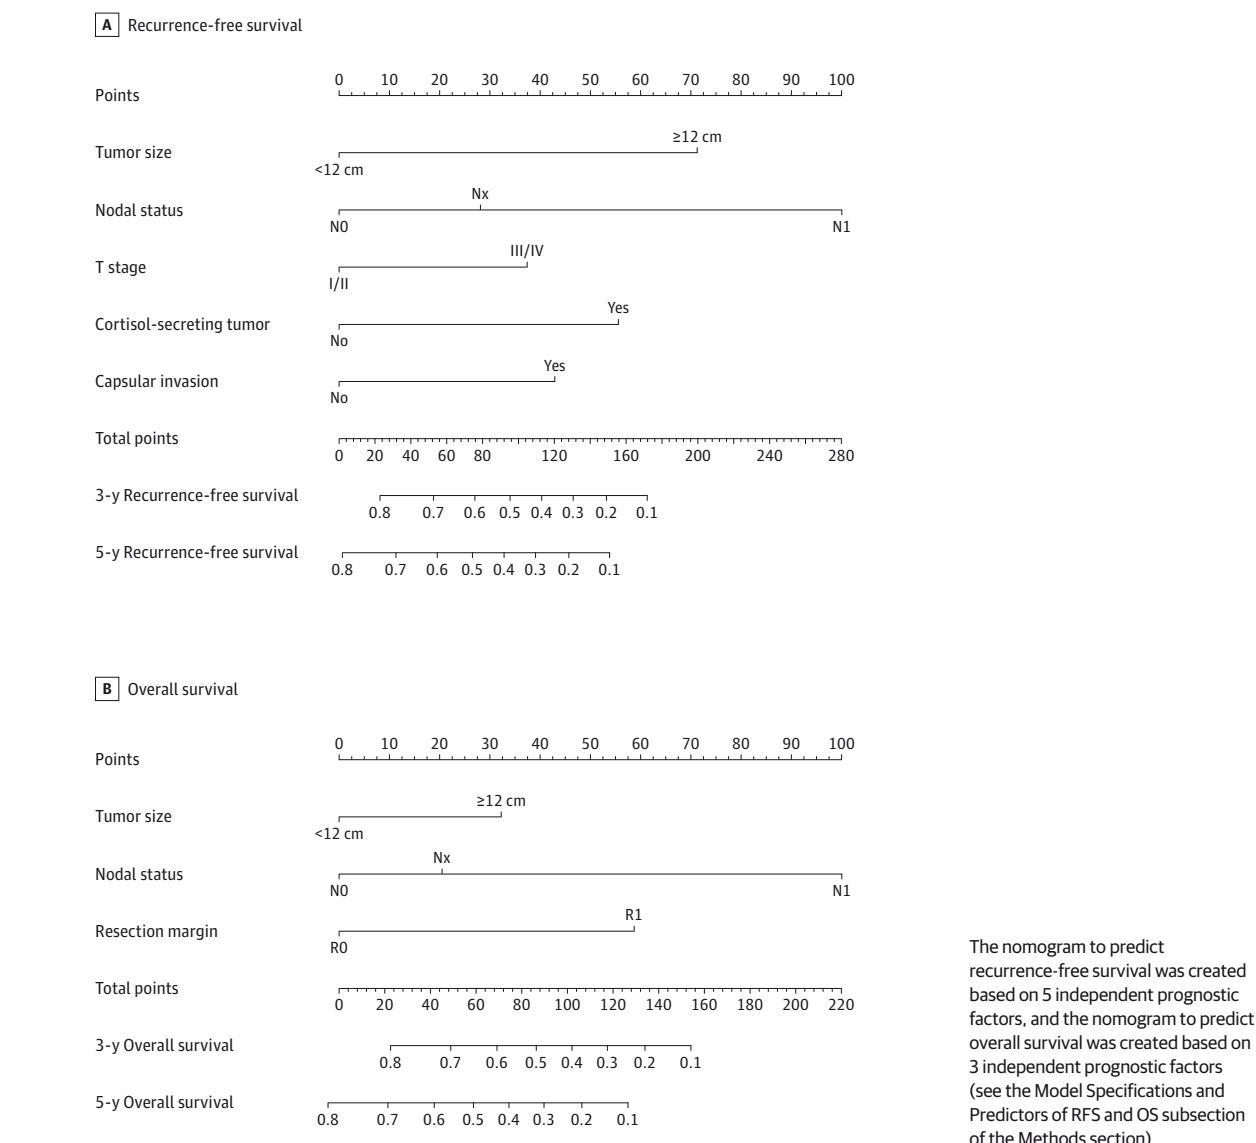 A Recurrence-free survival
0 10 20 30 40 50 60 70 80 90 100
Points
≥12 cm
Tumor size
<12 cm
Nx
Nodal status
N0 N1
III/IV
T stage
I/II
Yes
Cortisol-secreting tumor
No
Yes
Capsular invasion
No
Total points
0 20 40 60 80 120 160 200 240 280
3-y Recurrence-free survival
0.8 0.7 0.6 0.5 0.4 0.3 0.2 0.1
5-y Recurrence-free survival
0.8 0.7 0.6 0.5 0.4 0.3 0.2 0.1
B Overall survival
0 10 20 30 40 50 60 70 80 90 100
Points
≥12 cm
Tumor size
<12 cm
Nx
Nodal status
N0 N1
R1
Resection margin
R0
Total points
0 20 40 60 80 100 120 140 160 180 200 220
3-y Overall survival
0.8 0.7 0.6 0.5 0.4 0.3 0.2 0.1
5-y Overall survival
0.8 0.7 0.6 0.5 0.4 0.3 0.2 0.1
The nomogram to predict
recurrence-free survival was created
based on 5 independent prognostic
factors, and the nomogram to predict
overall survival was created based on
3 independent prognostic factors
(see the Model Specifications and
Predictors of RFS and OS subsection
of the Methods section)